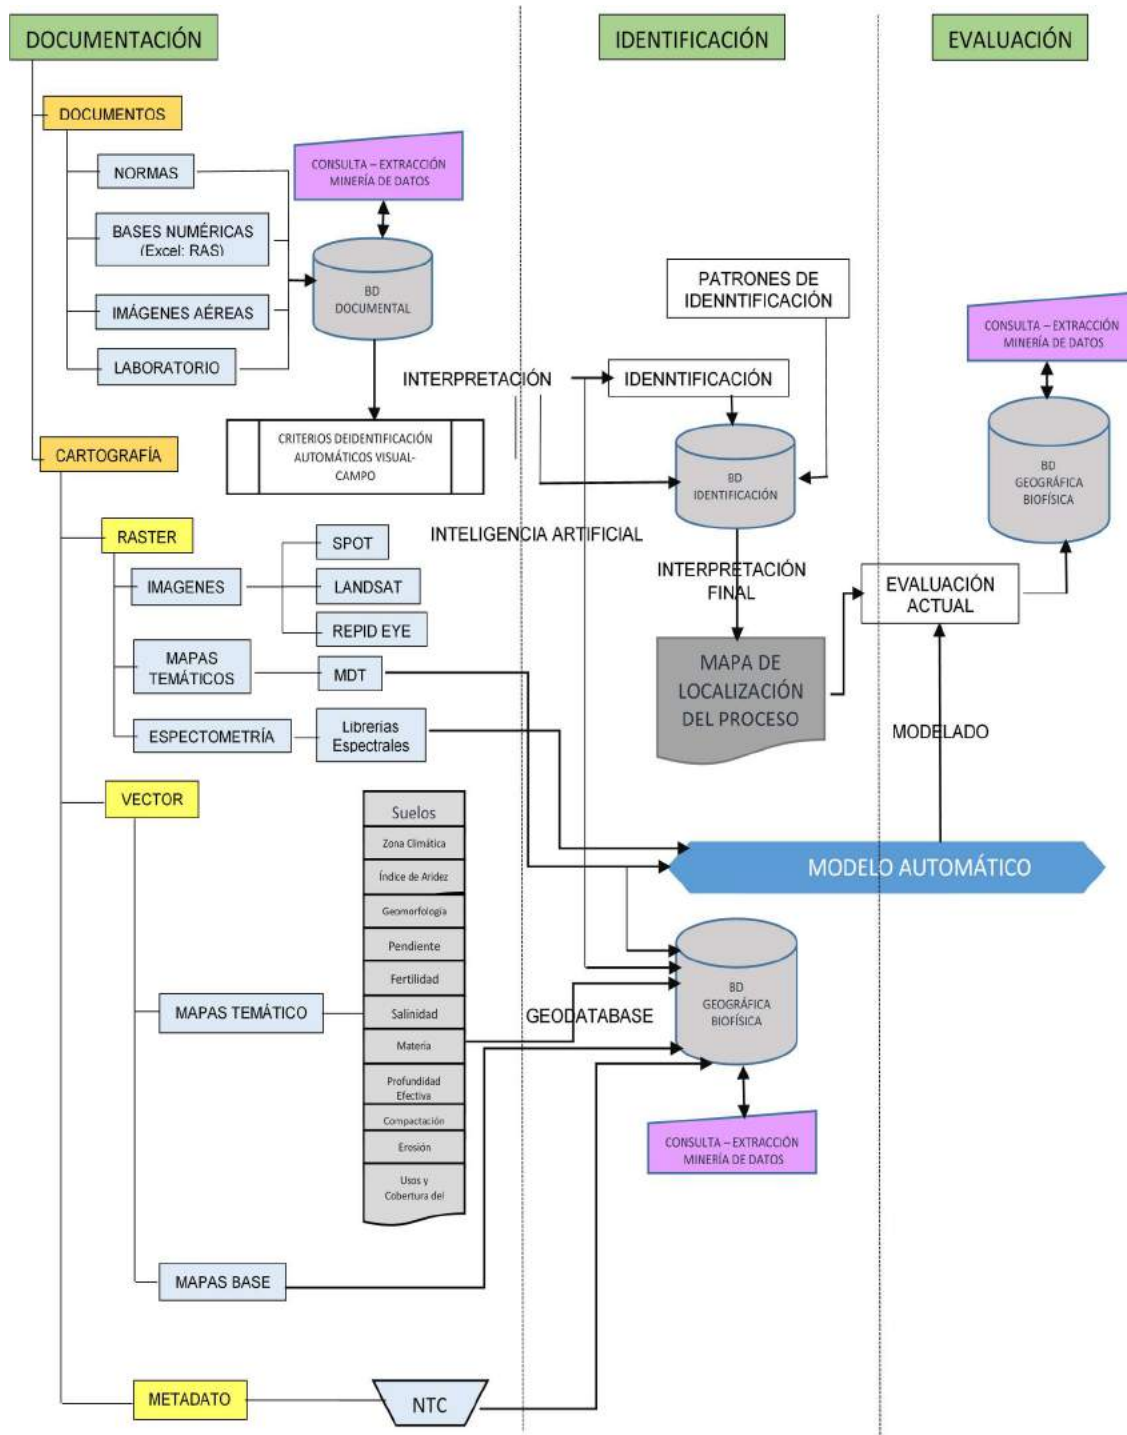 DOCUMENTACIÓN
IDENTIFICACIÓN
EVALUACIÓN
DOCUMENTOS
NORMAS
BASES NUMÉRICAS
(Excel: RAS)
IMÁGENES AÉREAS
LABORATORIO
CONSULTA – EXTRACCIÓN
MINERÍA DE DATOS
BD
DOCUMENTAL
CRITERIOS DEIDENTIFICACIÓN
AUTOMÁTICOS VISUAL-
CAMPO
PATRONES DE
IDENNTIFICACIÓN
INTERPRETACIÓN
IDENNTIFICACIÓN
BD
IDENTIFICACIÓN
CONSULTA – EXTRACCIÓN
MINERÍA DE DATOS
BD
GEOGRÁFICA
BIOFÍSICA
CARTOGRAFÍA
RASTER
IMAGENES
SPOT
LANDSAT
REPID EYE
MAPAS
TEMÁTICOS
MDT
ESPECTOMETRÍA
Librerías
Espectrales
INTELIGENCIA ARTIFICIAL
INTERPRETACIÓN
FINAL
EVALUACIÓN
ACTUAL
MAPA DE
LOCALIZACIÓN
DEL PROCESO
MODELADO
MODELO AUTOMÁTICO
VECTOR
MAPAS TEMÁTICO
Suelos
Zona Climática
Índice de Aridez
Geomorfología
Pendiente
Fertilidad
Salinidad
Materia
Profundidad
Efectiva
Compactación
Erosión
Usos y
Cobertura del
GEODATABASE
BD
GEOGRÁFICA
BIOFÍSICA
CONSULTA – EXTRACCIÓN
MINERÍA DE DATOS
MAPAS BASE
METADATO
NTC